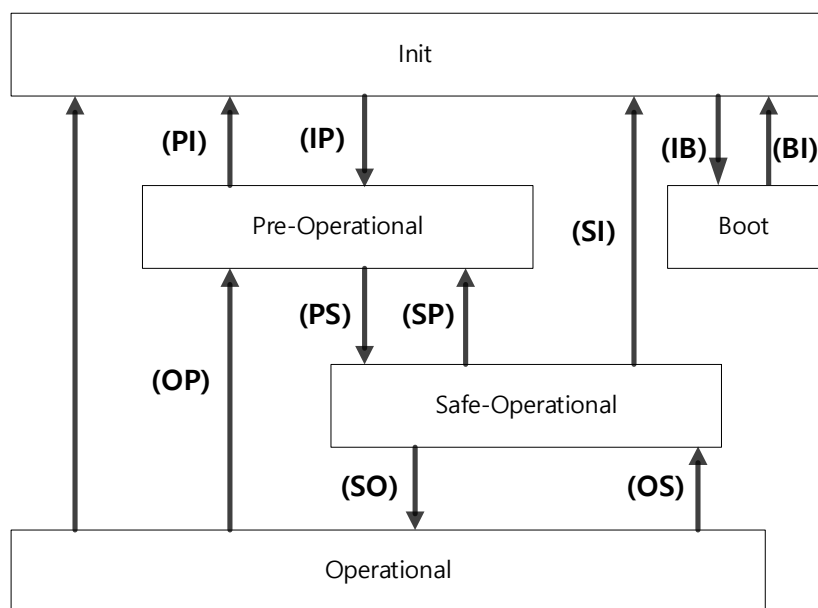 Init
(PI)
(IP)
(IB)
(BI)
Pre-Operational
(SI)
Boot
(PS)
(SP)
(OP)
Safe-Operational
(SO)
(OS)
Operational